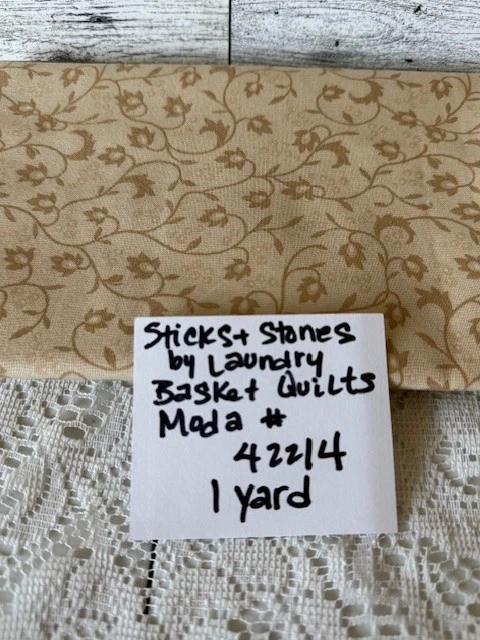 Sticks + Stones
by Laundry
Basket Quilts
Moda #
42214
1 yard